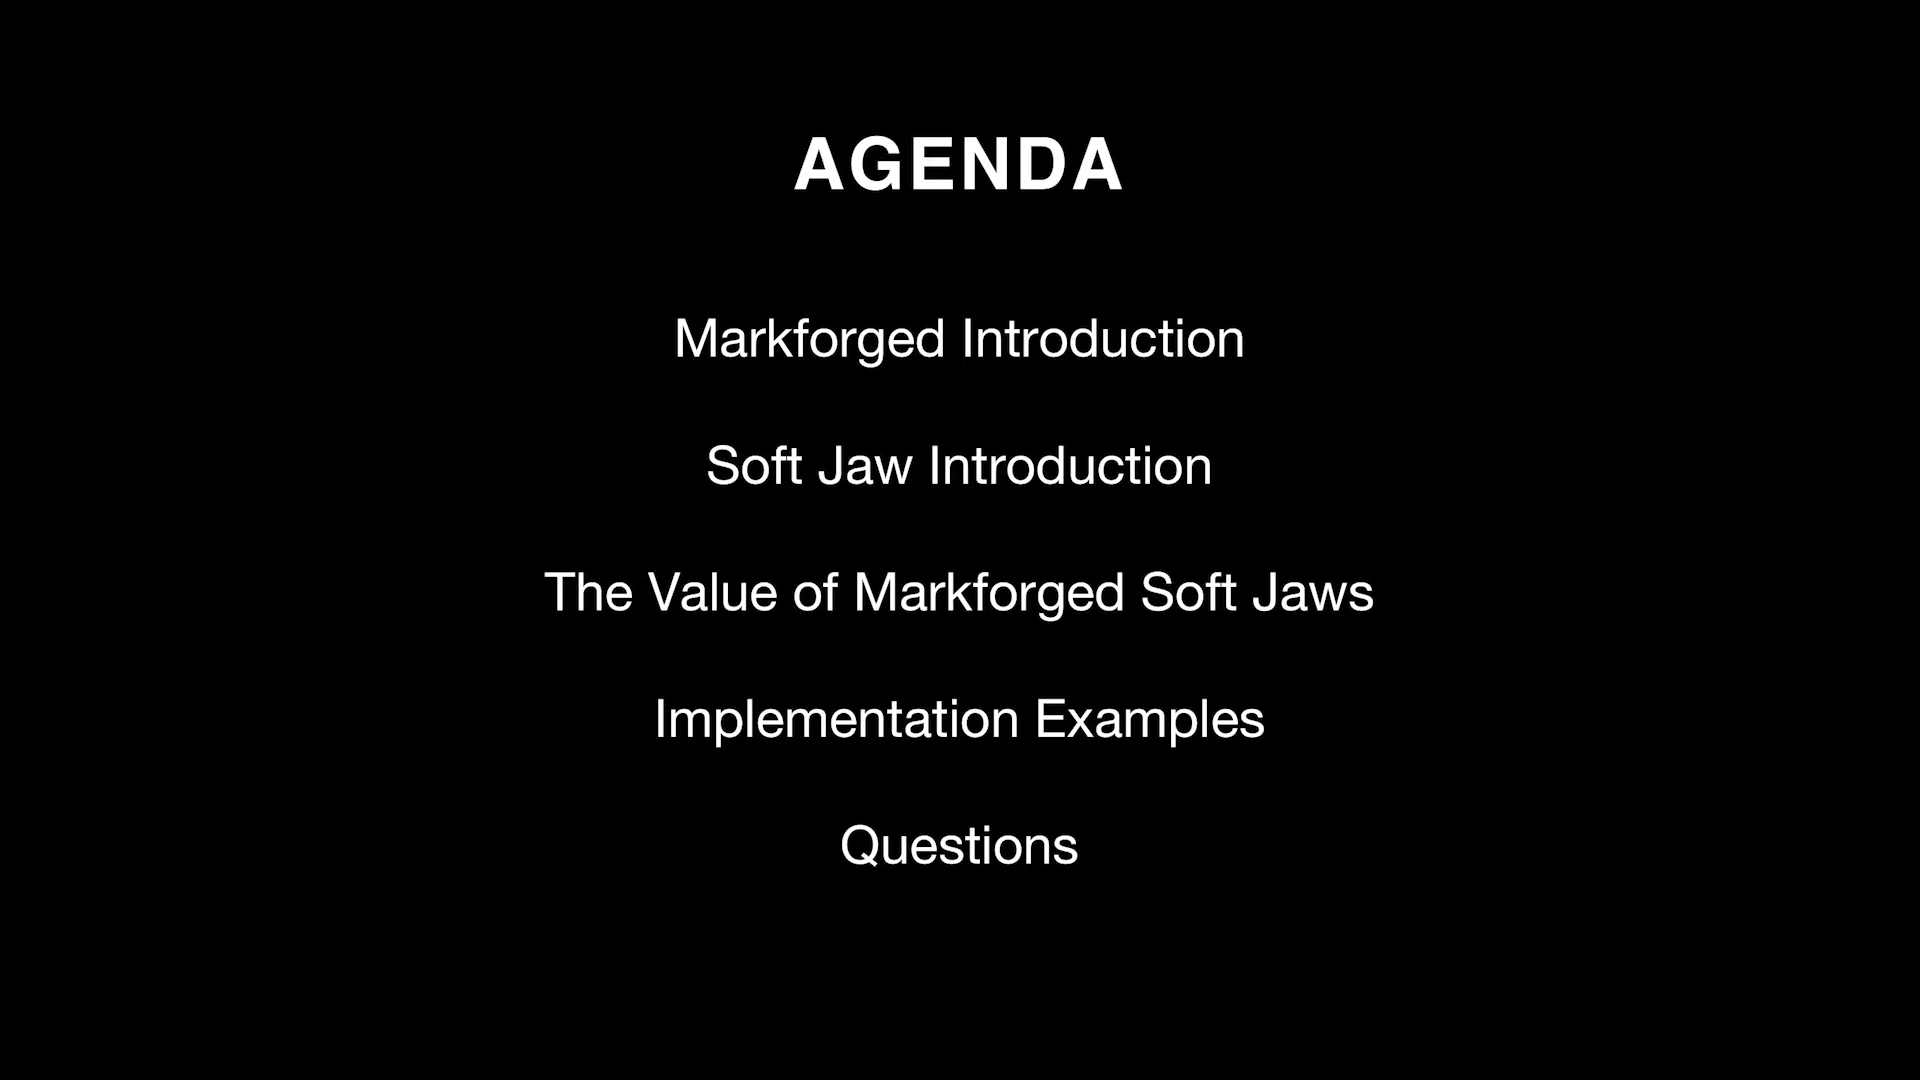 AGENDA
Markforged Introduction
Soft Jaw Introduction
The Value of Markforged Soft Jaws
Implementation Examples
Questions